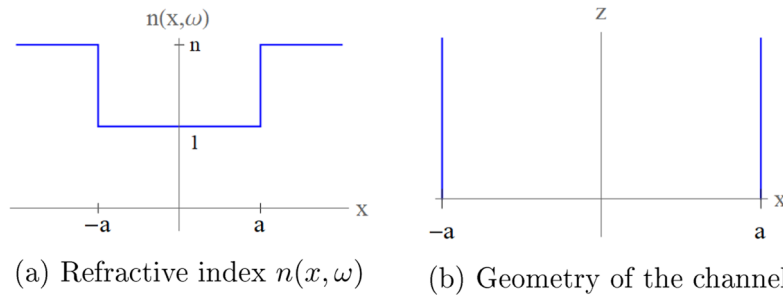 n(x,ω)
n
1
-a
a
x
z
-a
a
x
(a) Refractive index n(x, ω)
(b) Geometry of the channel